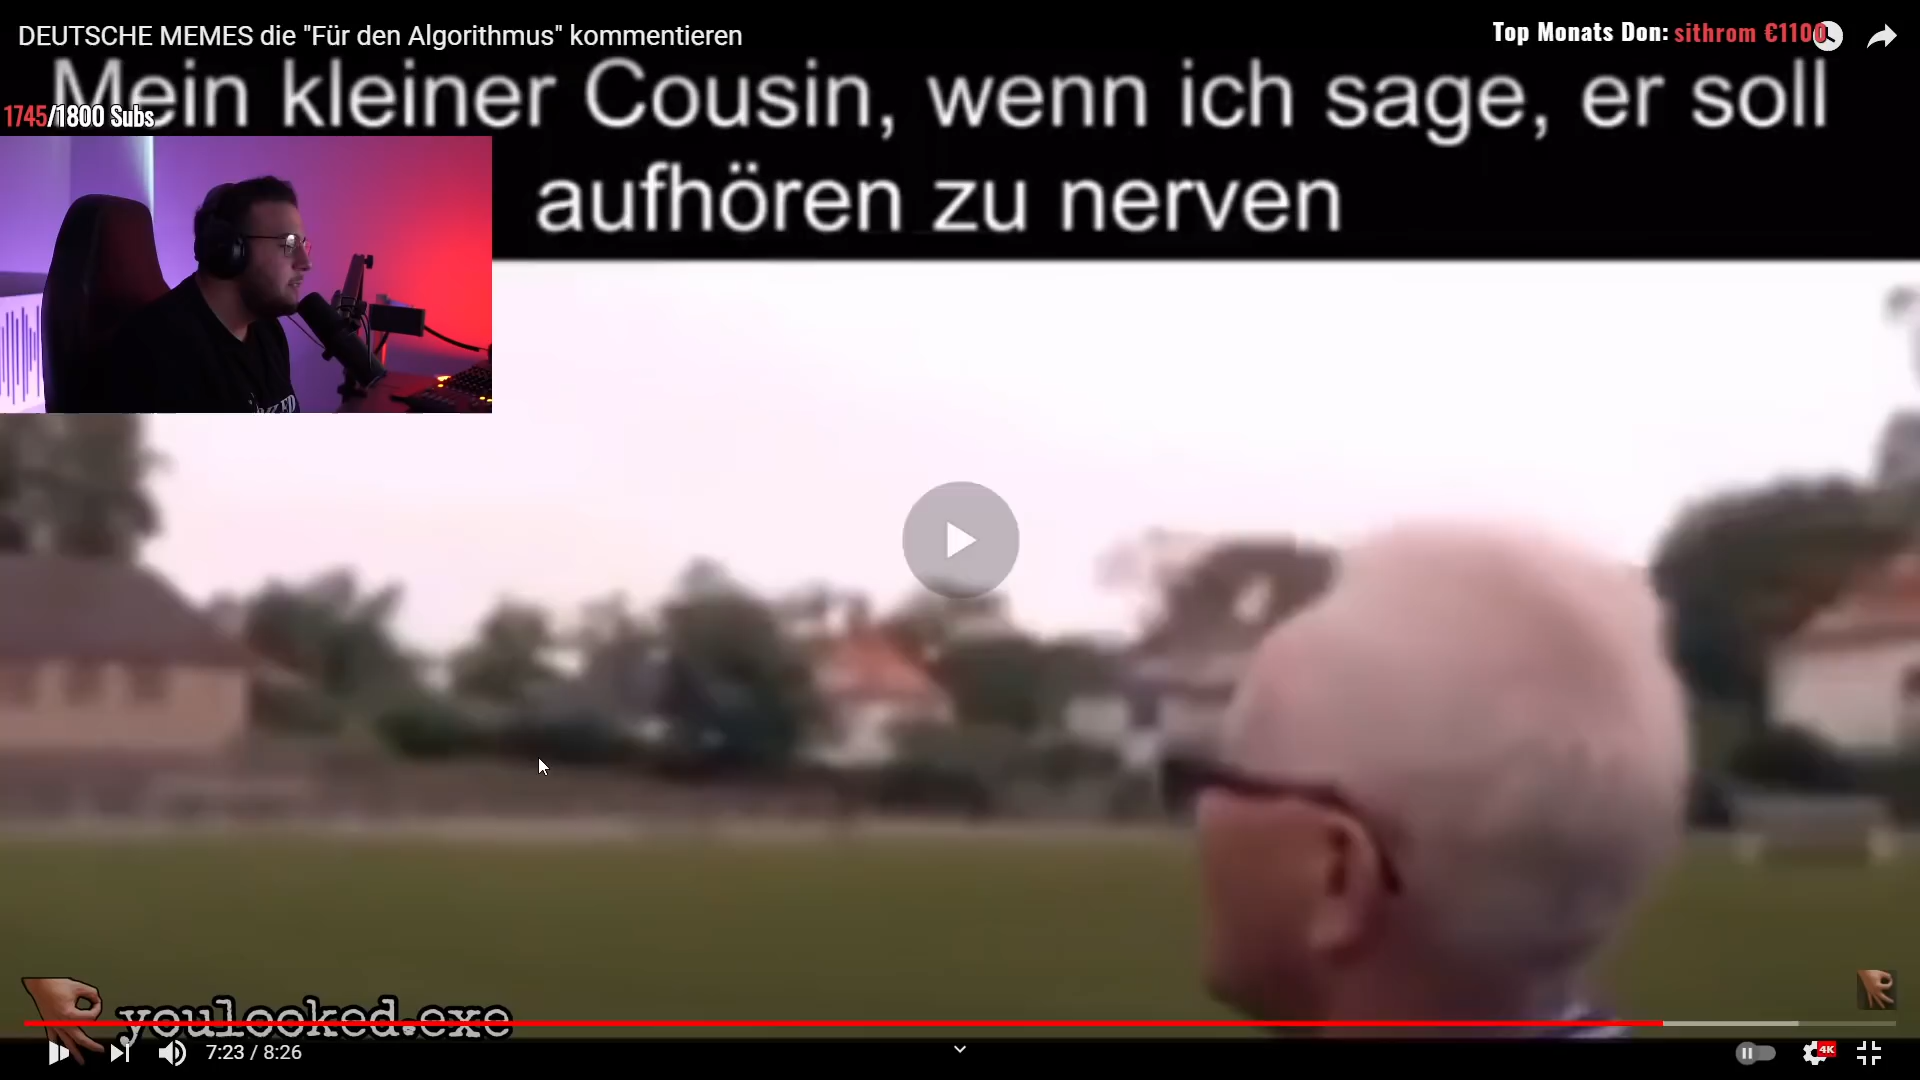 DEUTSCHE MEMES die "Für den Algorithmus" kommentieren
Top Monats Don: sithrom €1100
Mein kleiner Cousin, wenn ich sage, er soll
aufhören zu nerven
1745/1800 Subs
youlooked.exe
7:23 / 8:26
4K